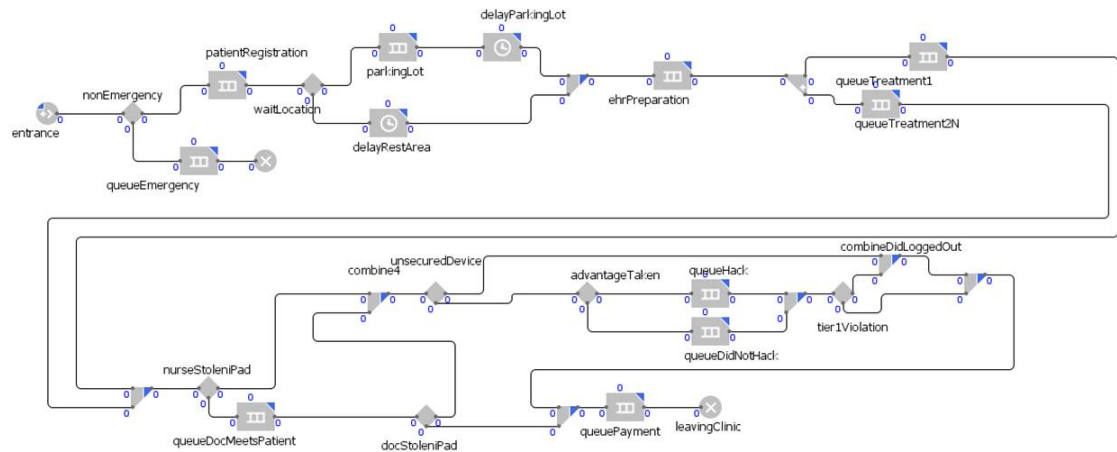 delayParkingLot
patientRegistration
parkingLot
nonEmergency
waitLocation
ehrPreparation
queueTreatment1
queueTreatment2N
entrance
delayRestArea
queueEmergency
combineDidLoggedOut
unsecuredDevice
combine4
advantageTaken
queueHack
tier1Violation
queueDidNotHack
nurseStoleniPad
queueDocMeetsPatient
docStoleniPad
queuePayment
leavingClinic